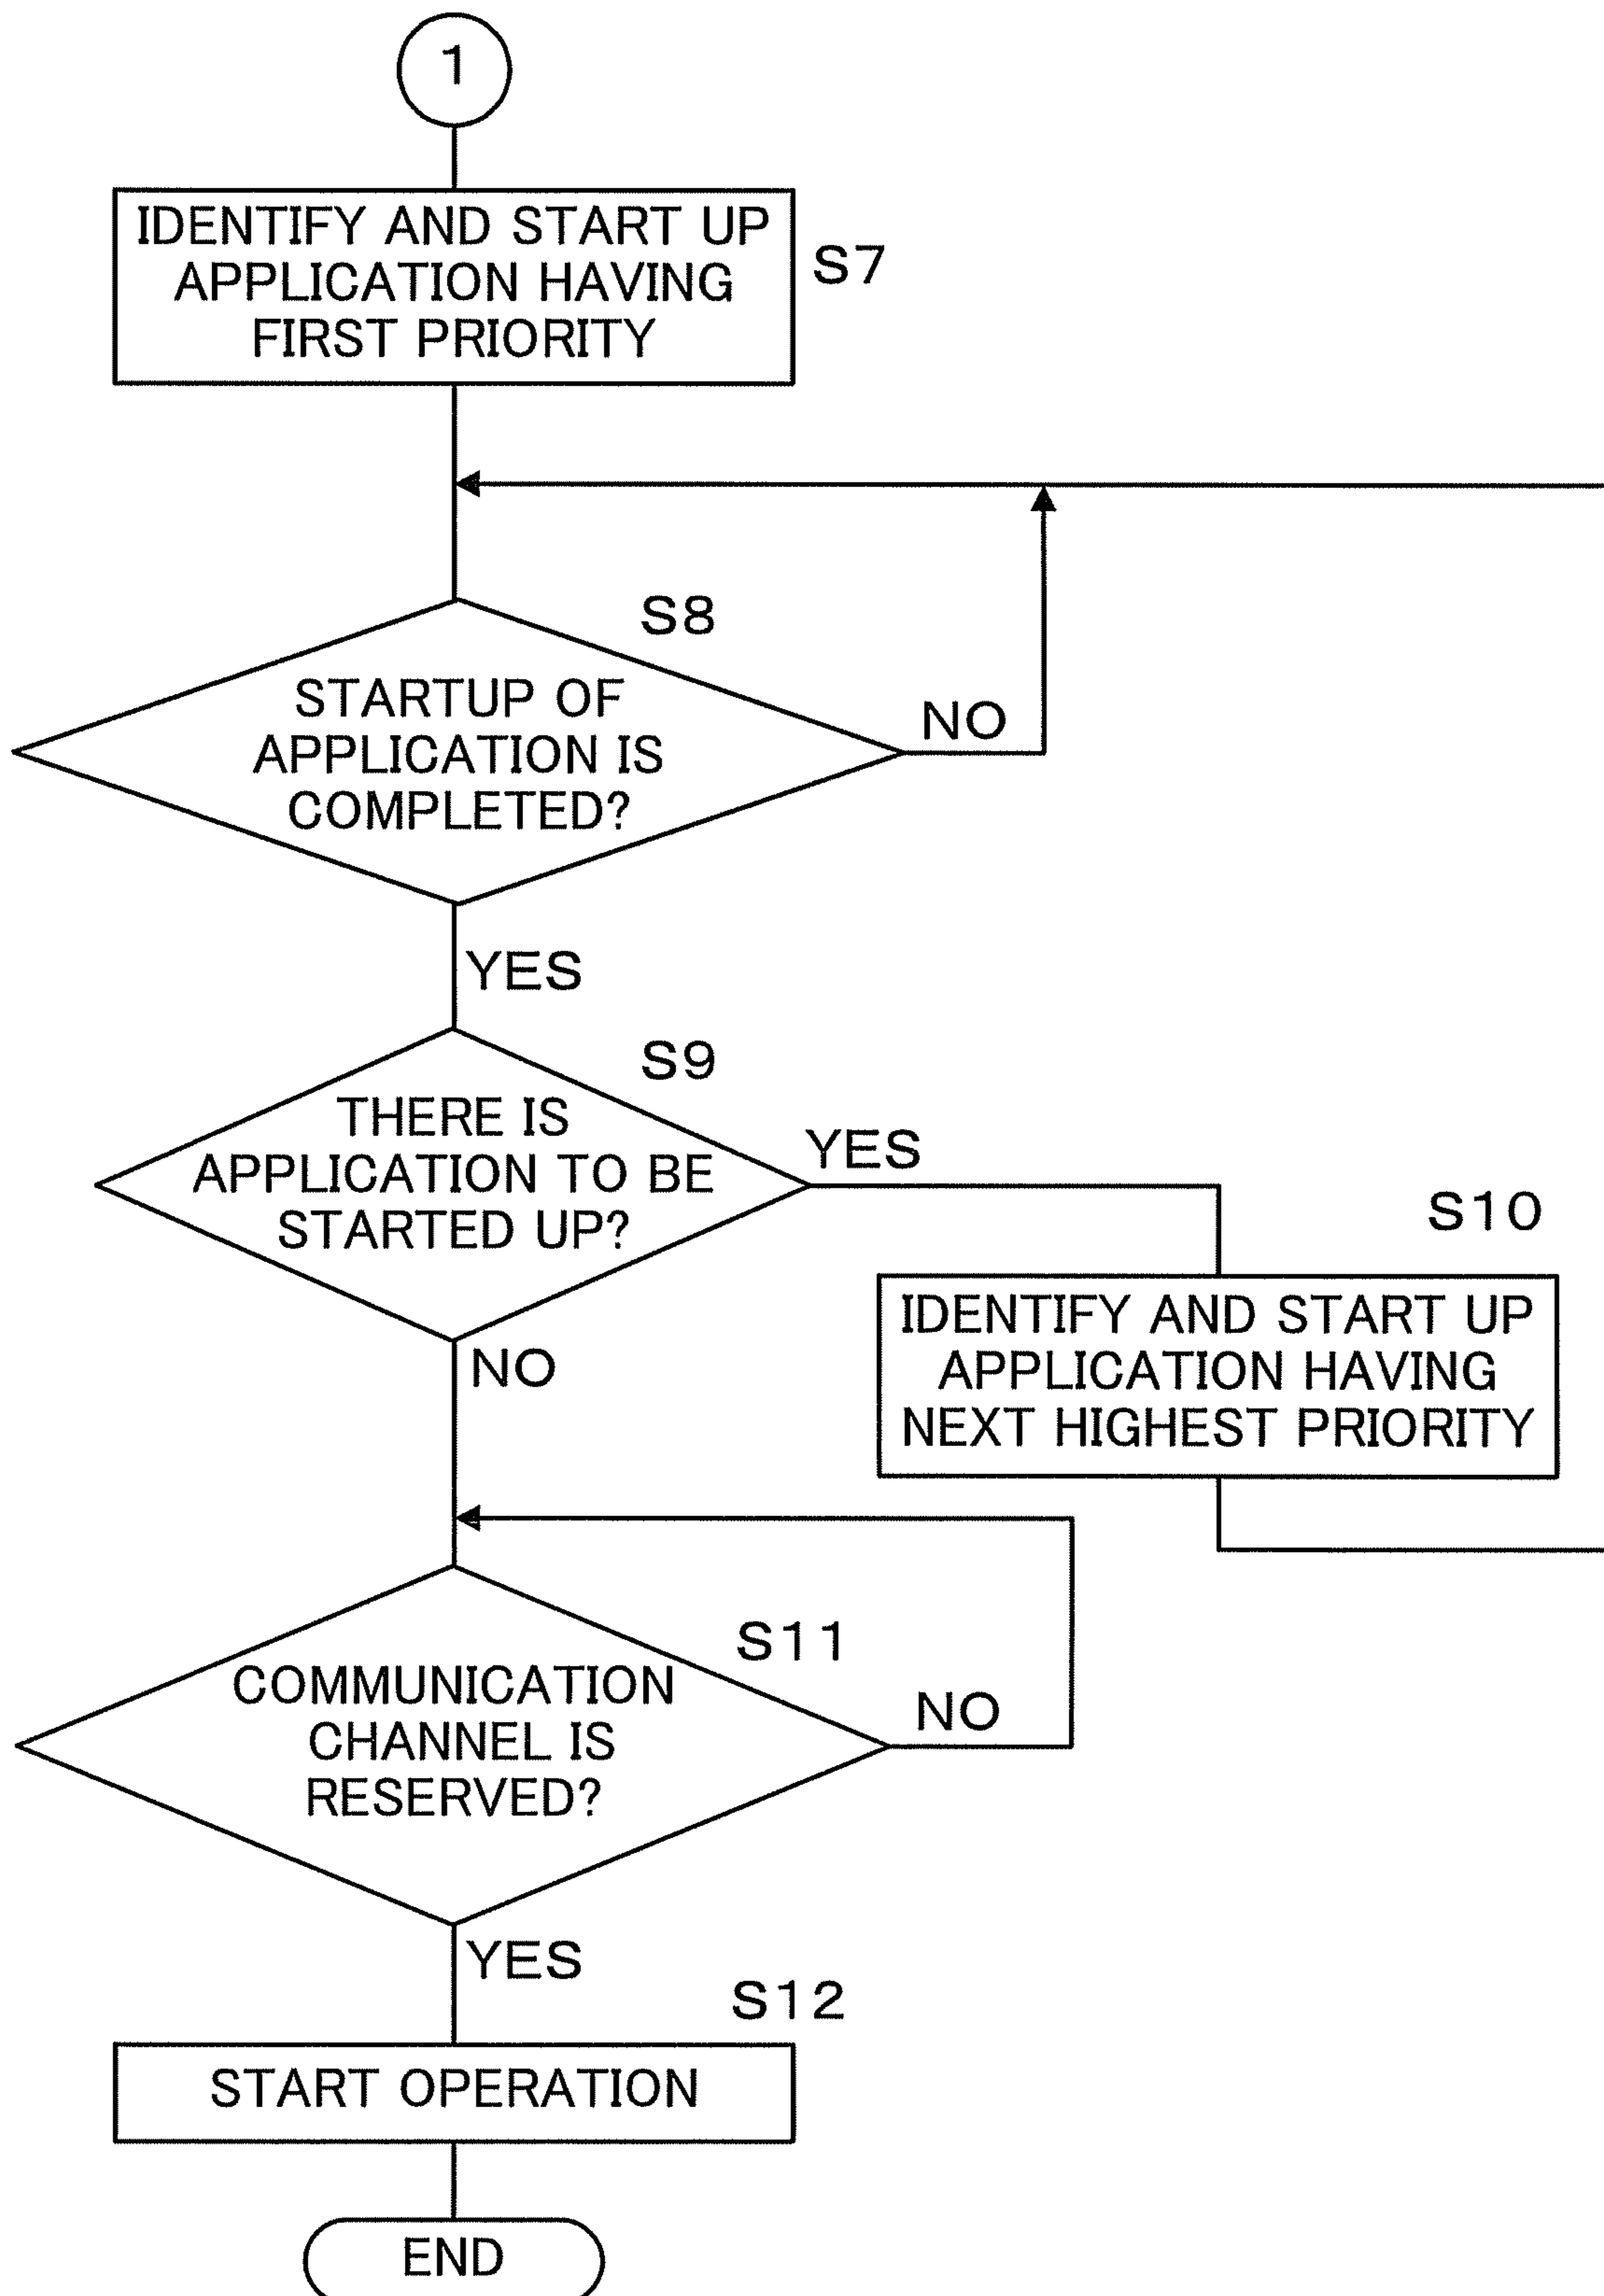 1
IDENTIFY AND START UP
APPLICATION HAVING
FIRST PRIORITY
S7
S8
STARTUP OF
APPLICATION IS
COMPLETED?
NO
YES
S9
THERE IS
APPLICATION TO BE
STARTED UP?
YES
NO
S10
IDENTIFY AND START UP
APPLICATION HAVING
NEXT HIGHEST PRIORITY
S11
COMMUNICATION
CHANNEL IS
RESERVED?
NO
YES
S12
START OPERATION
END